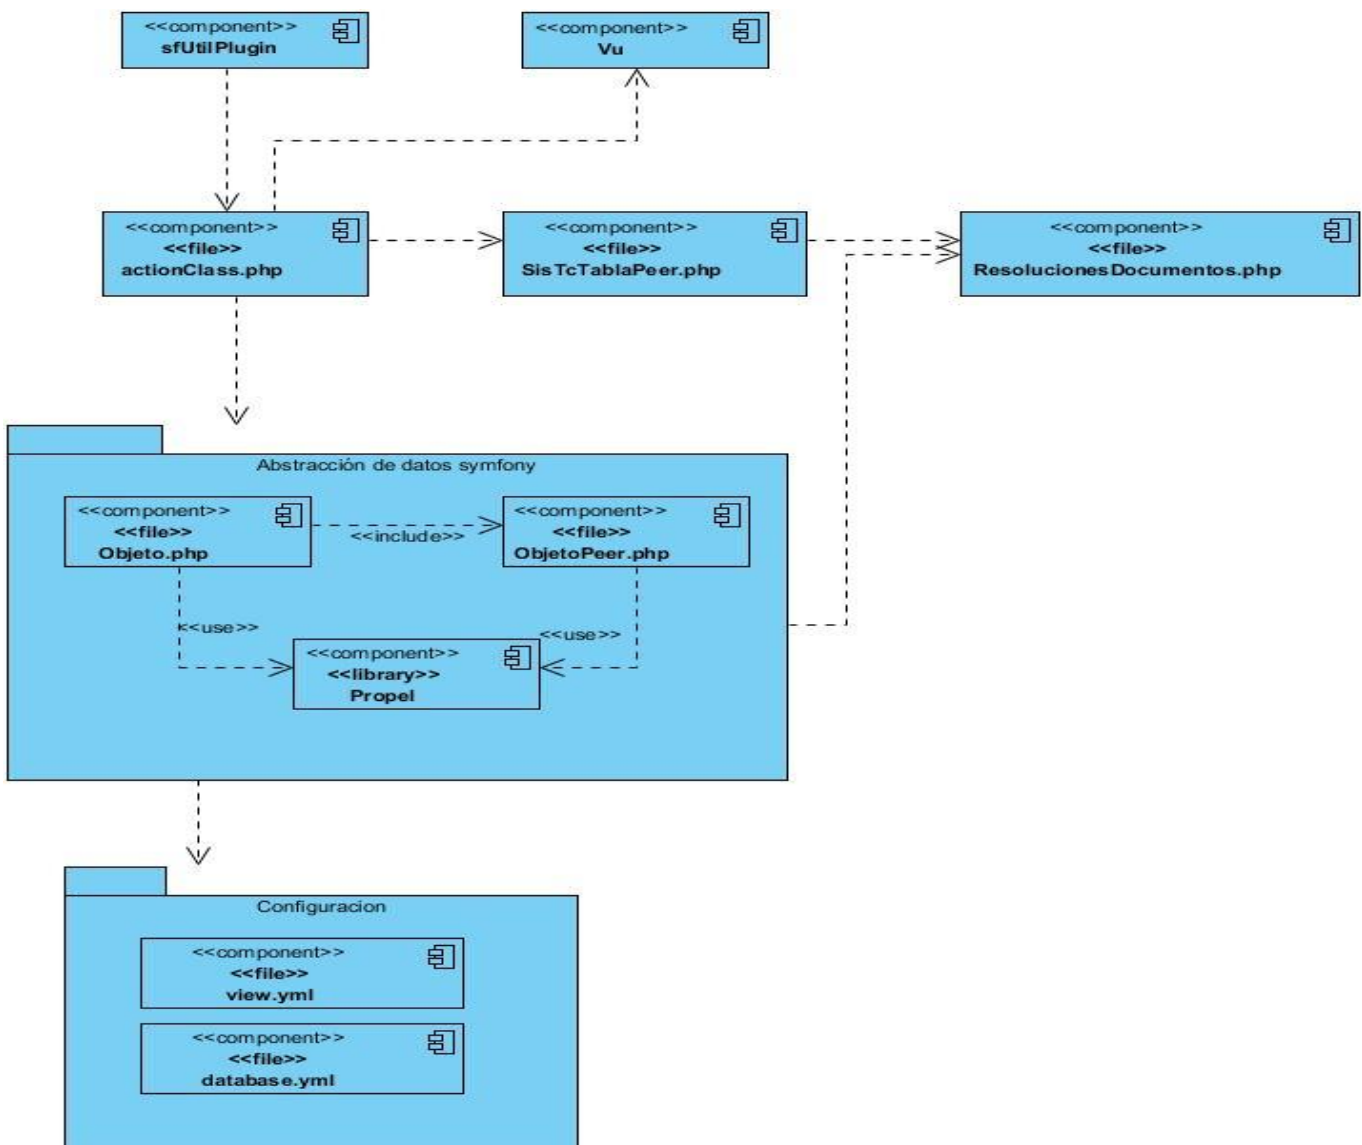 <<component>>
sfUtilPlugin
<<component>>
Vu
<<component>>
<<file>>
actionClass.php
<<component>>
<<file>>
SisTcTablaPeer.php
<<component>>
<<file>>
ResolucionesDocumentos.php
Abstracción de datos symfony
<<component>>
<<file>>
Objeto.php
<<include>>
<<component>>
<<file>>
ObjetoPeer.php
<<use>>
<<use>>
<<component>>
<<library>>
Propel
Configuracion
<<component>>
<<file>>
view.yml
<<component>>
<<file>>
database.yml